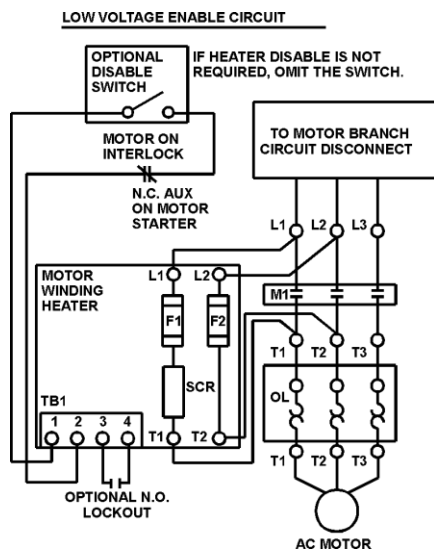 LOW VOLTAGE ENABLE CIRCUIT
OPTIONAL
DISABLE
SWITCH
IF HEATER DISABLE IS NOT
REQUIRED, OMIT THE SWITCH.
MOTOR ON
INTERLOCK
N.C. AUX
ON MOTOR
STARTER
TO MOTOR BRANCH
CIRCUIT DISCONNECT
L1 L2 L3
MOTOR
WINDING
HEATER
L1 L2
M1
F1 F2
T1 T2 T3
SCR
OL
TB1
1 2 3 4
T1 T2
T1 T2 T3
OPTIONAL N.O.
LOCKOUT
AC MOTOR